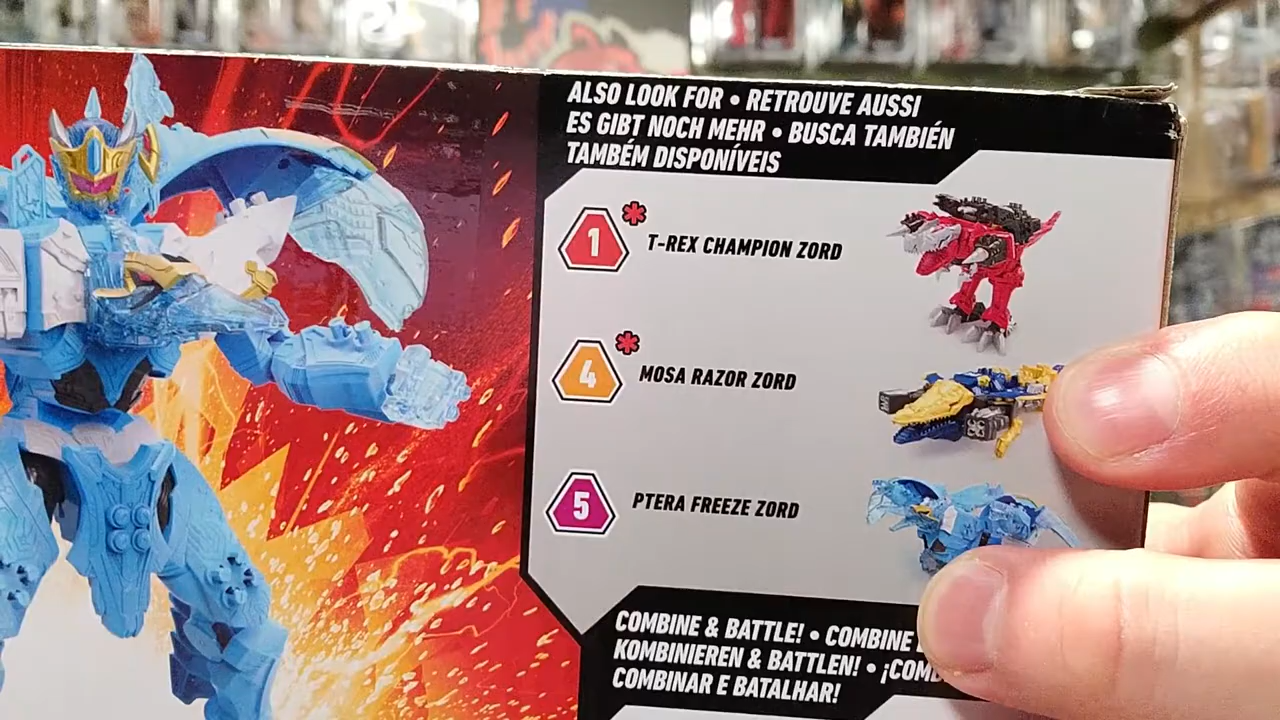 ALSO LOOK FOR • RETROUVE AUSSI
ES GIBT NOCH MEHR • BUSCA TAMBIÉN
TAMBÉM DISPONÍVEIS
1* T-REX CHAMPION ZORD
4* MOSA RAZOR ZORD
5 PTERA FREEZE ZORD
COMBINE & BATTLE! • COMBINE
KOMBINIEREN & BATTLEN! •
COMBINAR E BATALHAR!